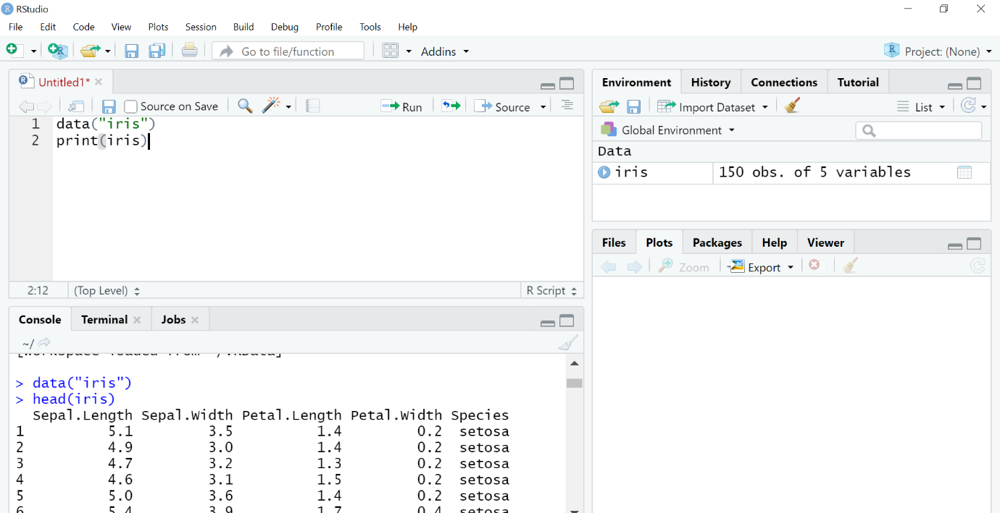 RStudio
File Edit Code View Plots Session Build Debug Profile Tools Help
Go to file/function Addins Project: (None)
Untitled1*
Source on Save Run Source
1 data("iris")
2 print(iris)
2:12 (Top Level) R Script
Console Terminal Jobs
~/
> data("iris")
> head(iris)
Sepal.Length Sepal.Width Petal.Length Petal.Width Species
1 5.1 3.5 1.4 0.2 setosa
2 4.9 3.0 1.4 0.2 setosa
3 4.7 3.2 1.3 0.2 setosa
4 4.6 3.1 1.5 0.2 setosa
5 5.0 3.6 1.4 0.2 setosa
6 5.4 3.9 1.7 0.4 setosa
Environment History Connections Tutorial
Import Dataset List
Global Environment
Data
iris 150 obs. of 5 variables
Files Plots Packages Help Viewer
Zoom Export